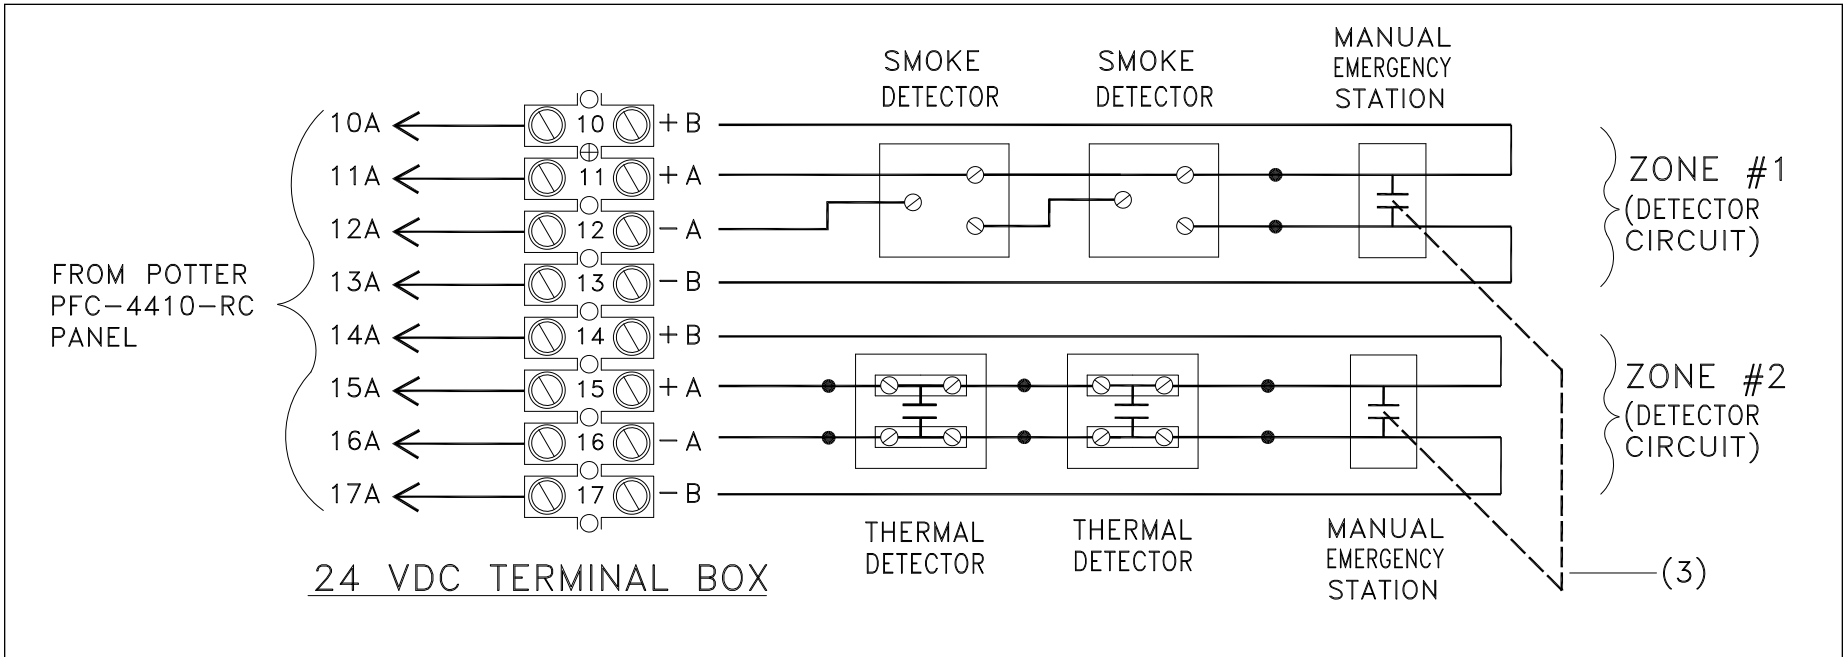 SMOKE
DETECTOR
SMOKE
DETECTOR
MANUAL
EMERGENCY
STATION
10A 10 +B
11A 11 +A
12A 12 -A
13A 13 -B
14A 14 +B
15A 15 +A
16A 16 -A
17A 17 -B
FROM POTTER
PFC-4410-RC
PANEL
ZONE #1
(DETECTOR
CIRCUIT)
ZONE #2
(DETECTOR
CIRCUIT)
THERMAL
DETECTOR
THERMAL
DETECTOR
MANUAL
EMERGENCY
STATION
(3)
24 VDC TERMINAL BOX